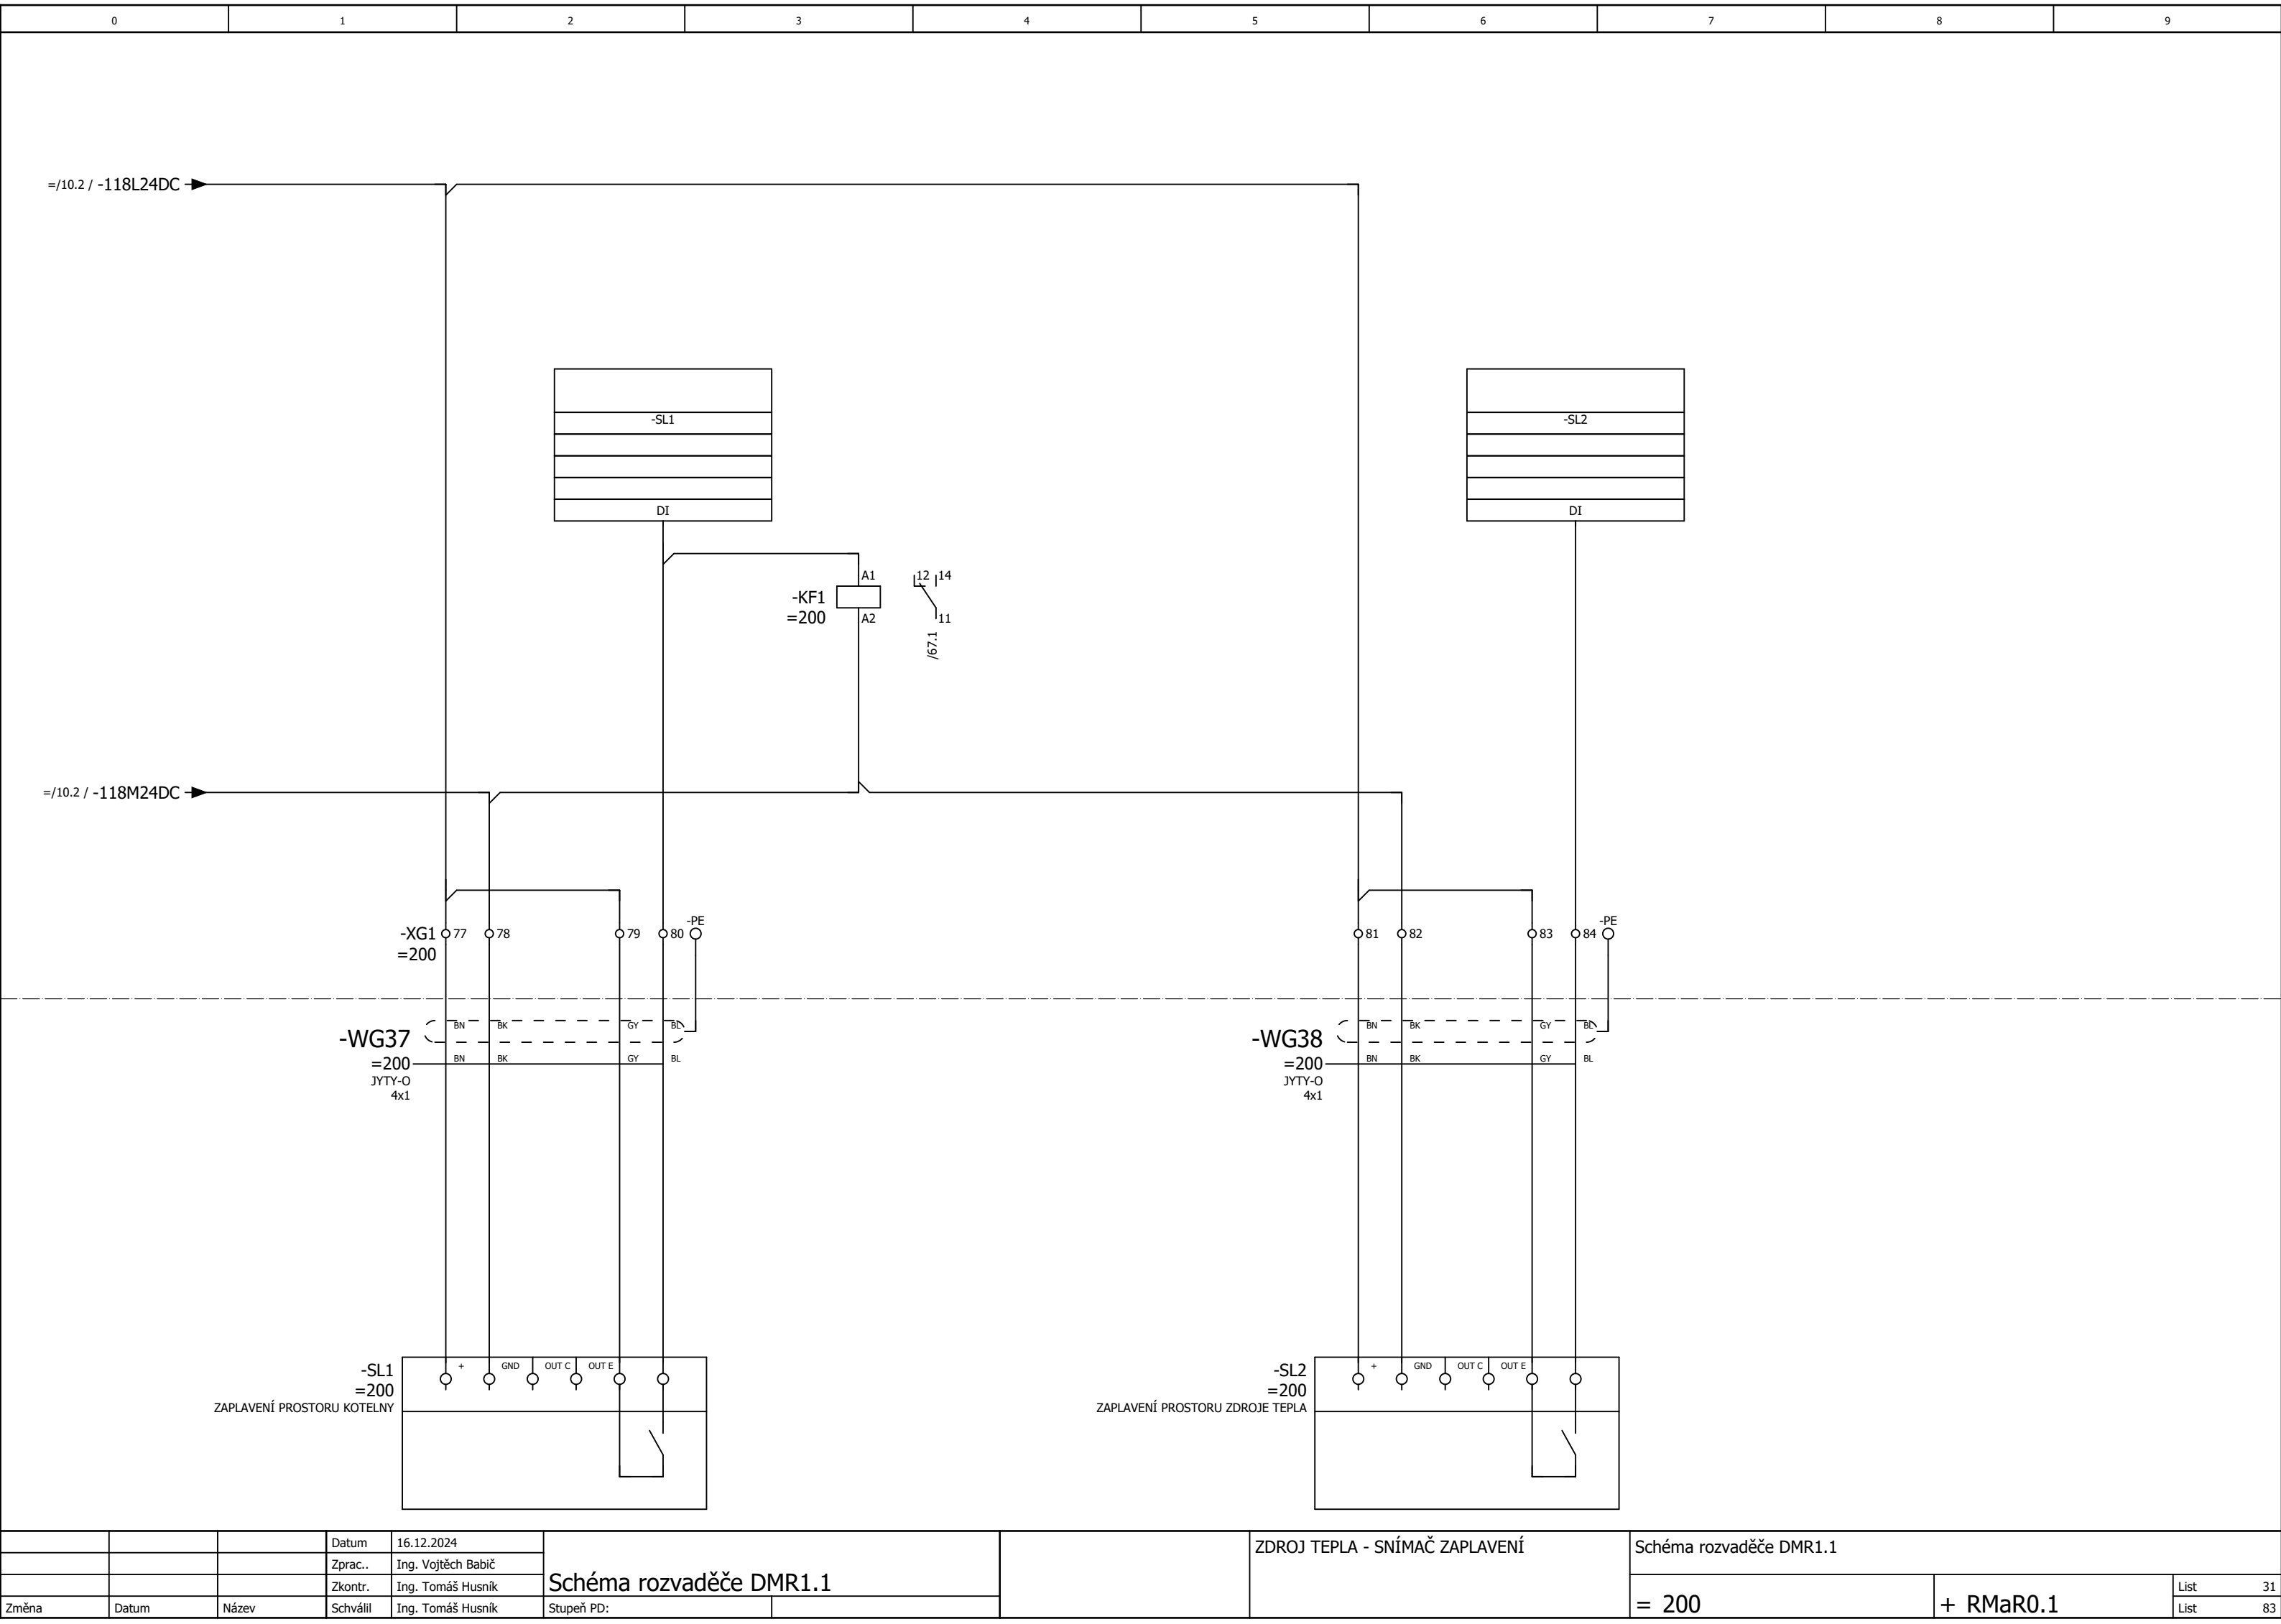 0 1 2 3 4 5 6 7 8 9
=/10.2 / -118L24DC
-SL1
-SL2
DI
DI
-KF1
=200
A1
A2
12 14
11
/67.1
=/10.2 / -118M24DC
-XG1
=200
77 78 79 80 -PE
81 82 83 84 -PE
-WG37
=200
JYTY-O
4x1
BN BK GY BL
BN BK GY BL
-WG38
=200
JYTY-O
4x1
BN BK GY BL
BN BK GY BL
-SL1
=200
ZAPLAVENÍ PROSTORU KOTELNY
+ GND OUT C OUT E
-SL2
=200
ZAPLAVENÍ PROSTORU ZDROJE TEPLA
+ GND OUT C OUT E
Datum 16.12.2024
Zprac.. Ing. Vojtěch Babič
Zkontr. Ing. Tomáš Husník
Změna Datum Název Schválil Ing. Tomáš Husník
Schéma rozvaděče DMR1.1
Stupeň PD:
ZDROJ TEPLA - SNÍMAČ ZAPLAVENÍ
Schéma rozvaděče DMR1.1
= 200
+ RMaR0.1
List 31
List 83